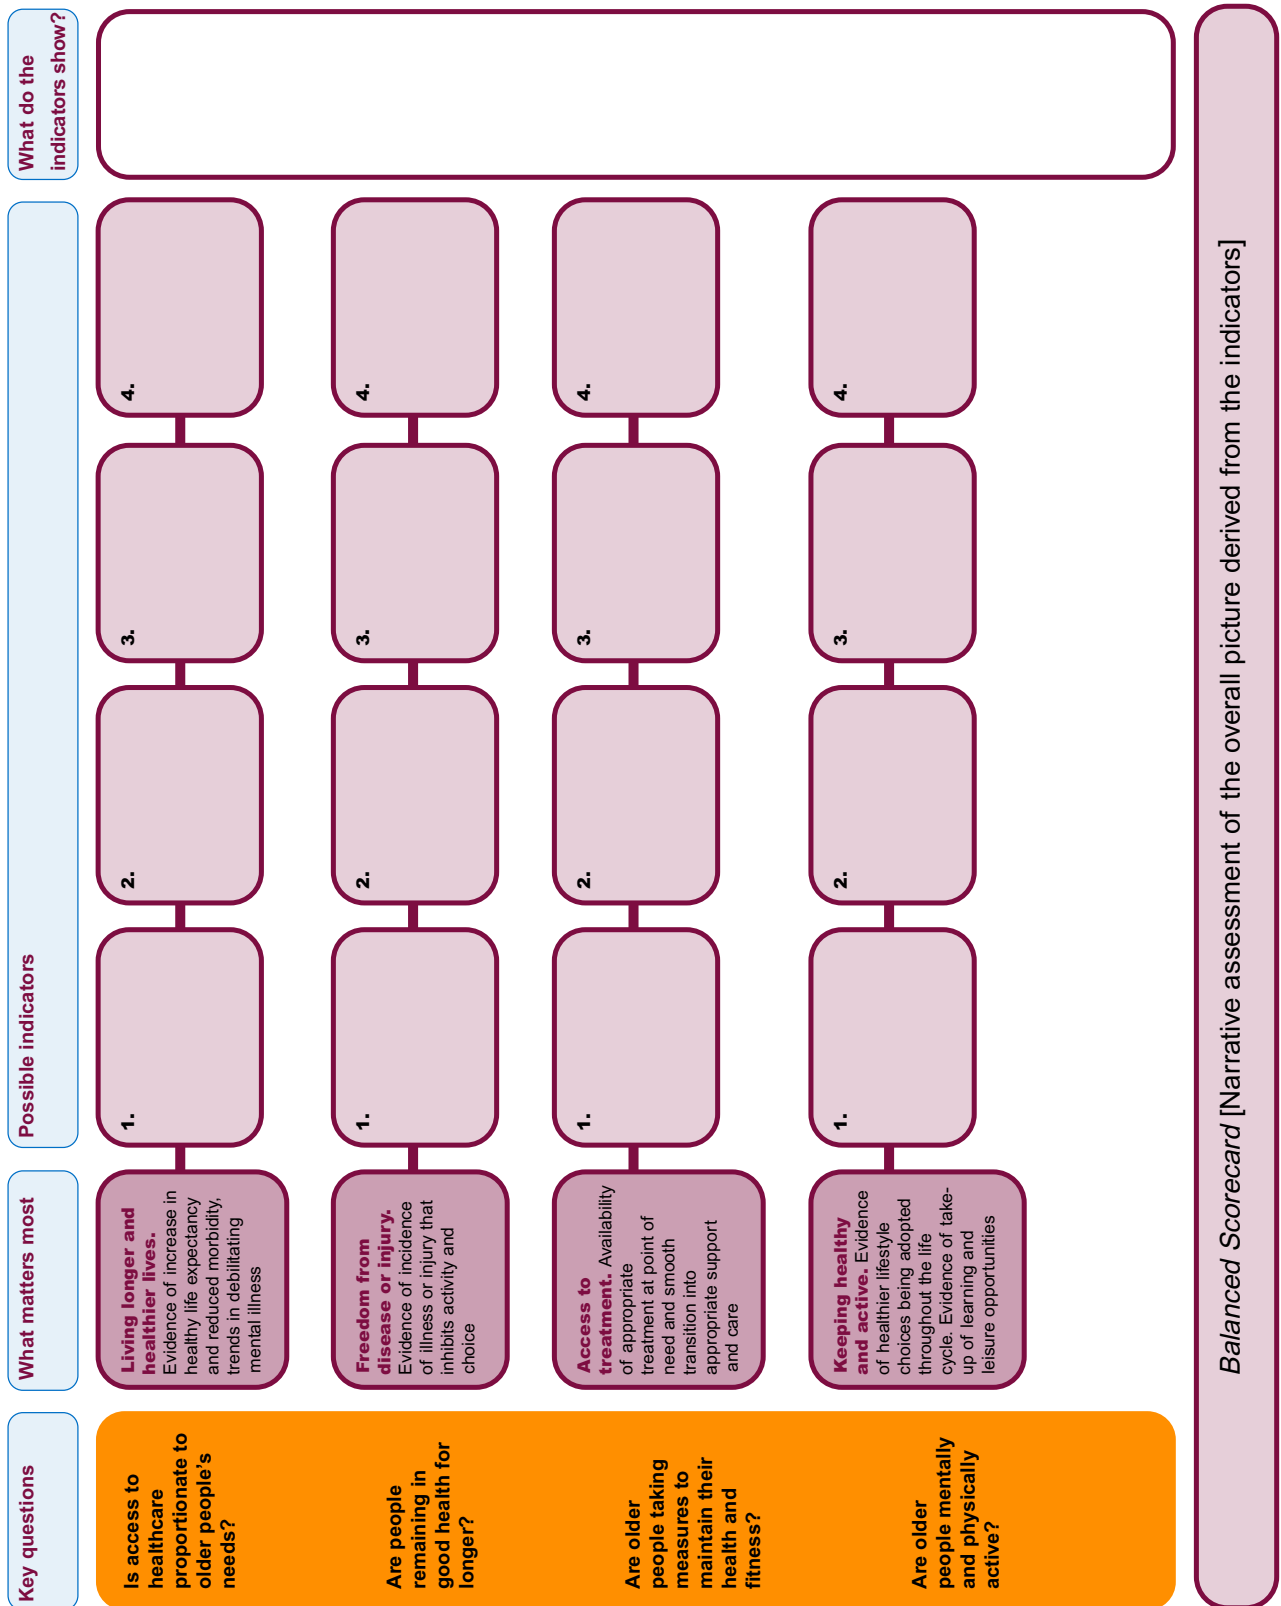 Key questions
What matters most
Possible indicators
What do the
indicators show?
Is access to
healthcare
proportionate to
older people's
needs?
Are people
remaining in
good health for
longer?
Are older
people taking
measures to
maintain their
health and
fitness?
Are older
people mentally
and physically
active?
Living longer and
healthier lives.
Evidence of increase in
healthy life expectancy
and reduced morbidity,
trends in debilitating
mental illness
1.
2.
3.
4.
Freedom from
disease or injury.
Evidence of incidence
of illness or injury that
inhibits activity and
choice
1.
2.
3.
4.
Access to
treatment. Availability
of appropriate
treatment at point of
need and smooth
transition into
appropriate support
and care
1.
2.
3.
4.
Keeping healthy
and active. Evidence
of healthier lifestyle
choices being adopted
throughout the life
cycle. Evidence of take-
up of learning and
leisure opportunities
1.
2.
3.
4.
Balanced Scorecard [Narrative assessment of the overall picture derived from the indicators]